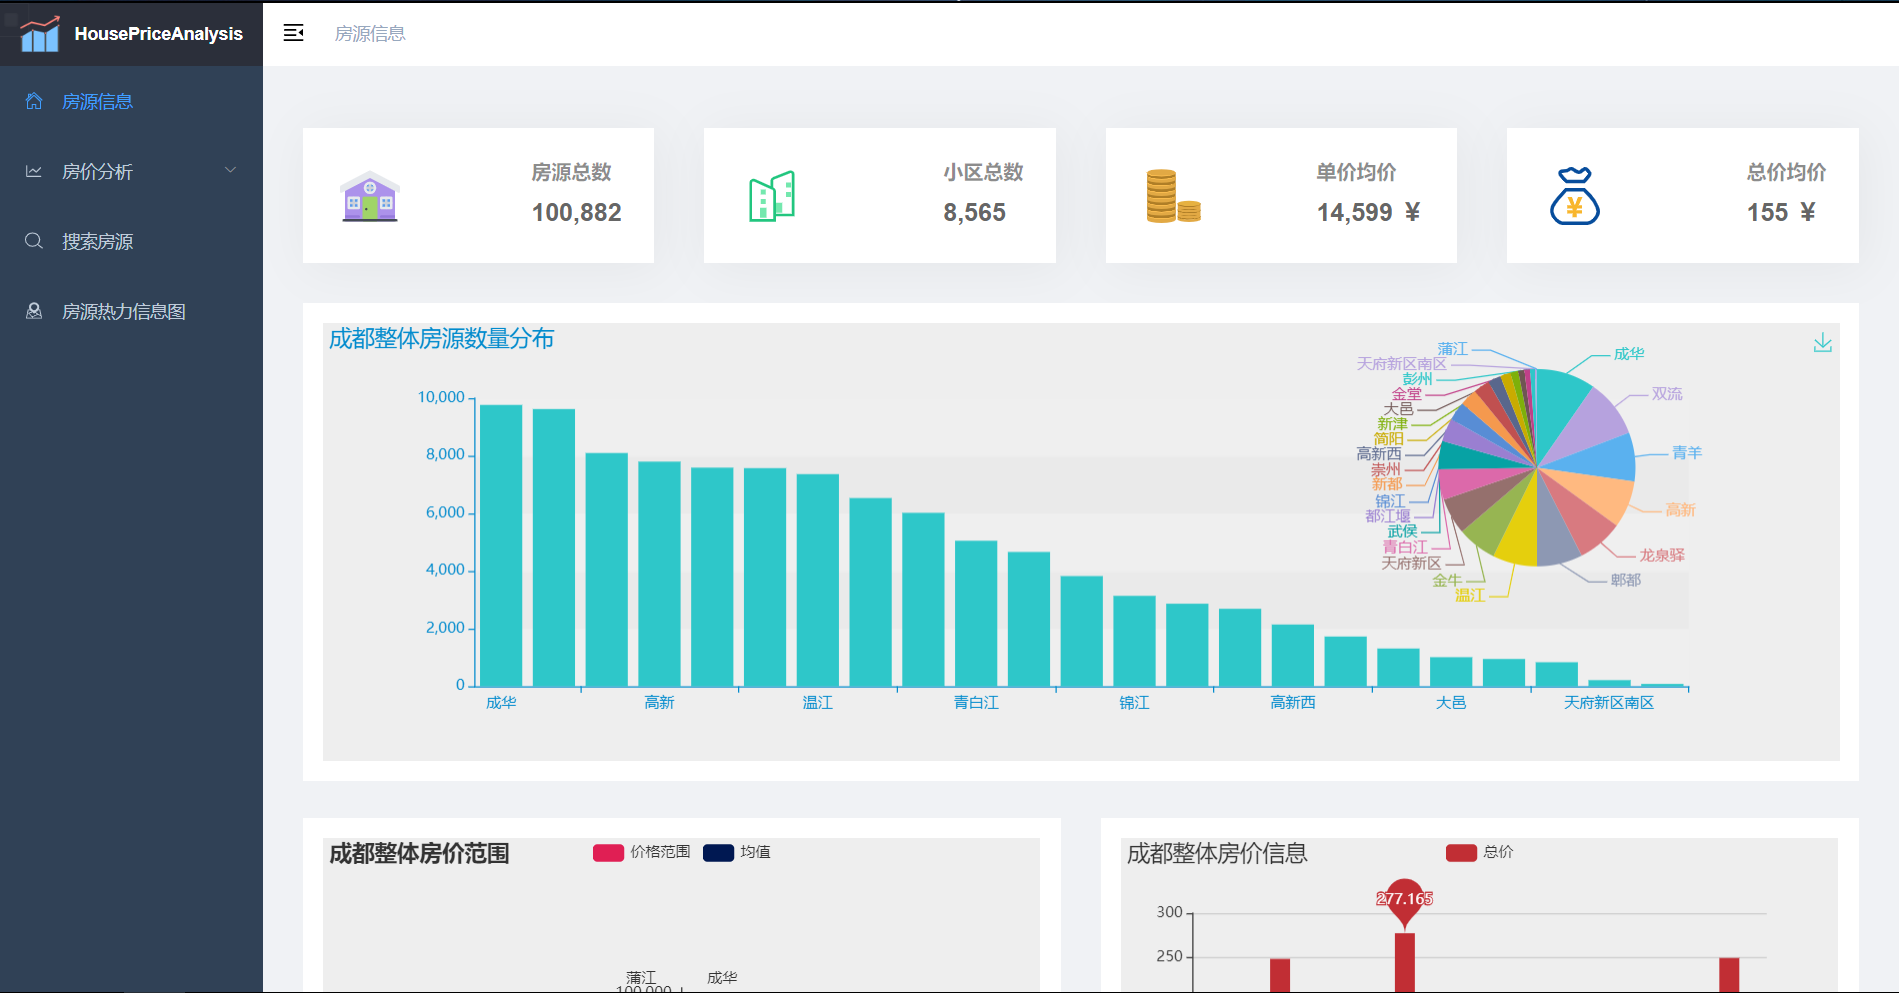 HousePriceAnalysis
房源信息
房源信息
房价分析
搜索房源
房源热力信息图
房源总数
100,882
小区总数
8,565
单价均价
14,599 ¥
总价均价
155 ¥
成都整体房源数量分布
10,000
8,000
6,000
4,000
2,000
0
成华
高新
温江
青白江
锦江
高新西
大邑
天府新区南区
蒲江
天府新区南区
彭州
金堂
大邑
新津
简阳
高新西
崇州
新都
锦江
都江堰
武侯
青白江
天府新区
金牛
温江
成华
双流
青羊
高新
龙泉驿
郫都
成都整体房价范围
价格范围
均值
蒲江
成华
100,000
成都整体房价信息
总价
277.165
300
250